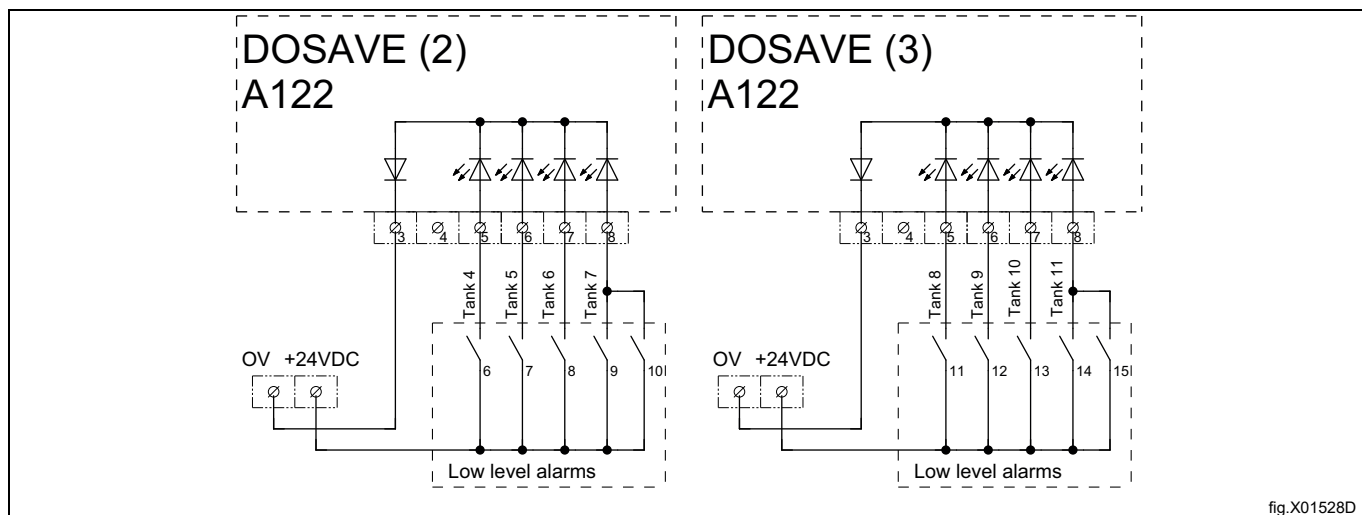 DOSAVE (2)
A122
3 4 5 6 7 8
Tank 4
Tank 5
Tank 6
Tank 7
OV +24VDC
6 7 8 9 10
Low level alarms
DOSAVE (3)
A122
3 4 5 6 7 8
Tank 8
Tank 9
Tank 10
Tank 11
OV +24VDC
11 12 13 14 15
Low level alarms
fig.X01528D